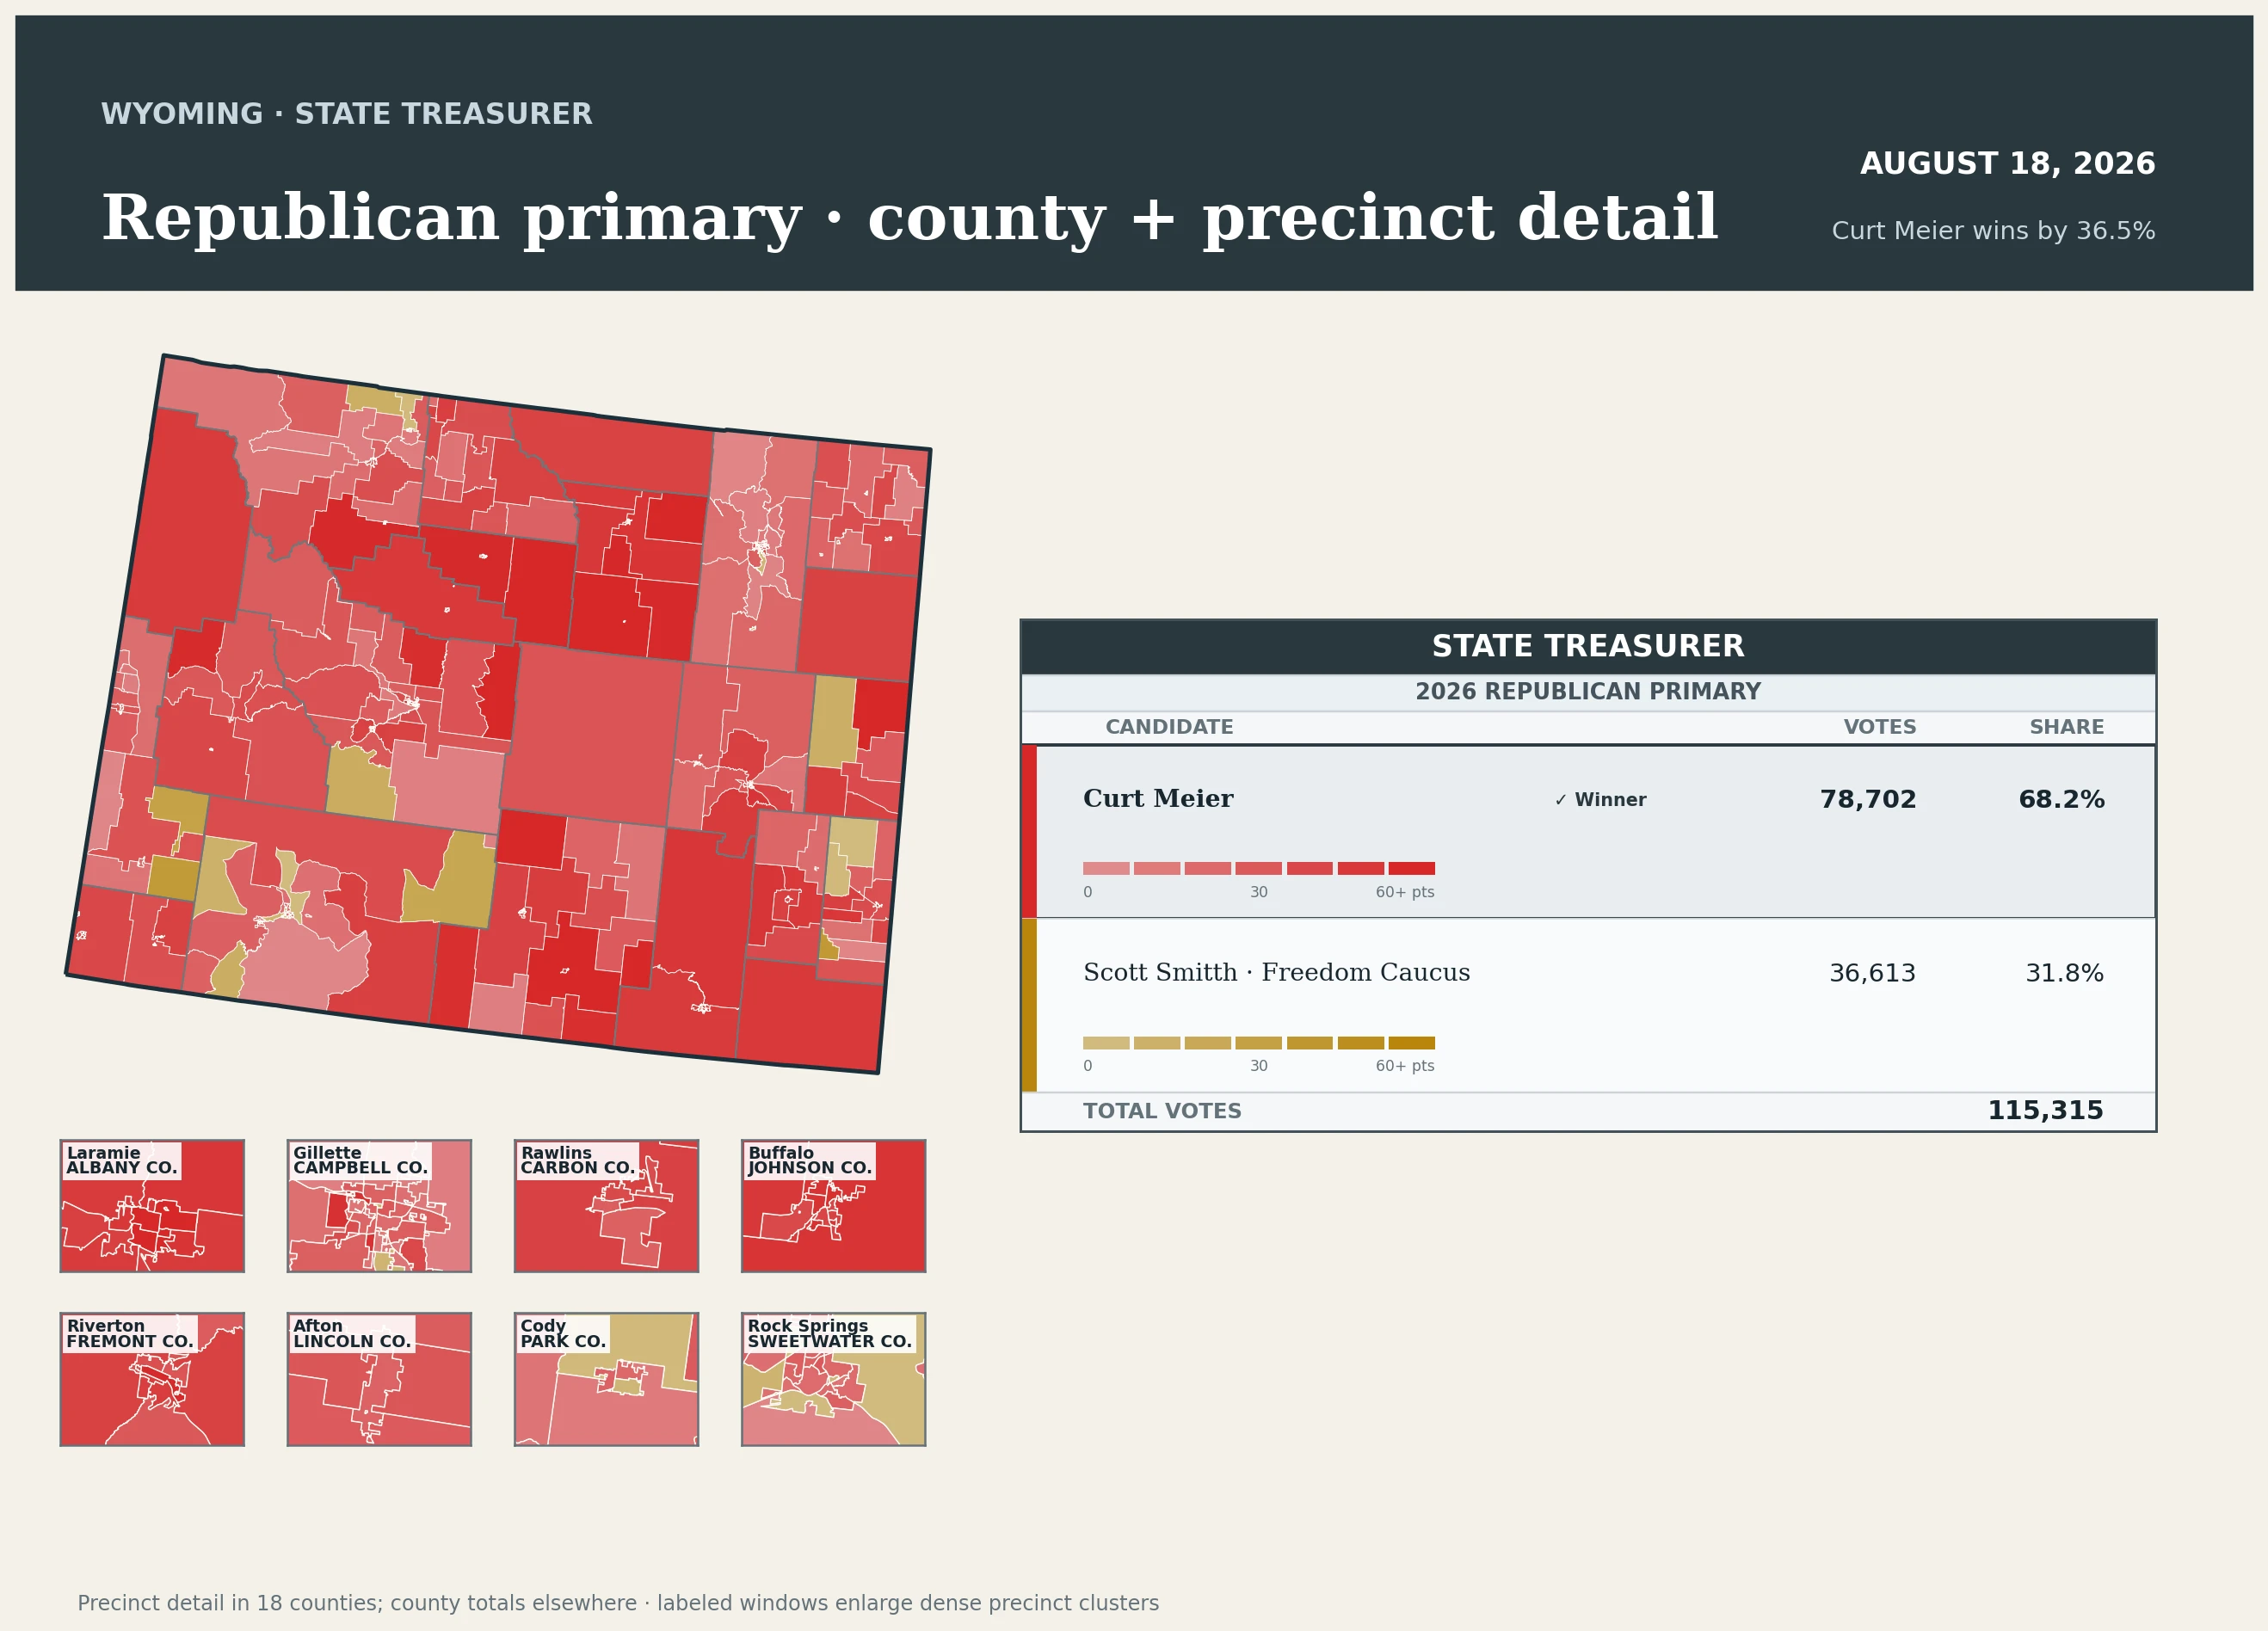 WYOMING · STATE TREASURER
Republican primary · county + precinct detail
AUGUST 18, 2026
Curt Meier wins by 36.5%
STATE TREASURER
2026 REPUBLICAN PRIMARY
CANDIDATE VOTES SHARE
Curt Meier ✓ Winner 78,702 68.2%
0 30 60+ pts
Scott Smitth · Freedom Caucus 36,613 31.8%
0 30 60+ pts
TOTAL VOTES 115,315
Laramie
ALBANY CO.
Gillette
CAMPBELL CO.
Rawlins
CARBON CO.
Buffalo
JOHNSON CO.
Riverton
FREMONT CO.
Afton
LINCOLN CO.
Cody
PARK CO.
Rock Springs
SWEETWATER CO.
Precinct detail in 18 counties; county totals elsewhere · labeled windows enlarge dense precinct clusters